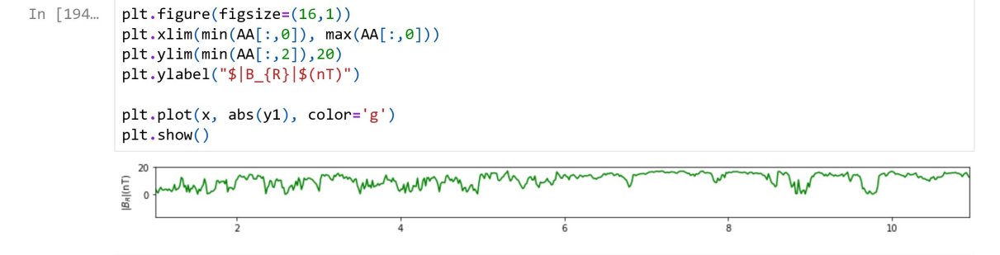 In [194…
plt.figure(figsize=(16,1))
plt.xlim(min(AA[:,0]), max(AA[:,0]))
plt.ylim(min(AA[:,2]),20)
plt.ylabel("$|B_{R}|$(nT)")
plt.plot(x, abs(y1), color='g')
plt.show()
20
0
|B_R|(nT)
2 4 6 8 10